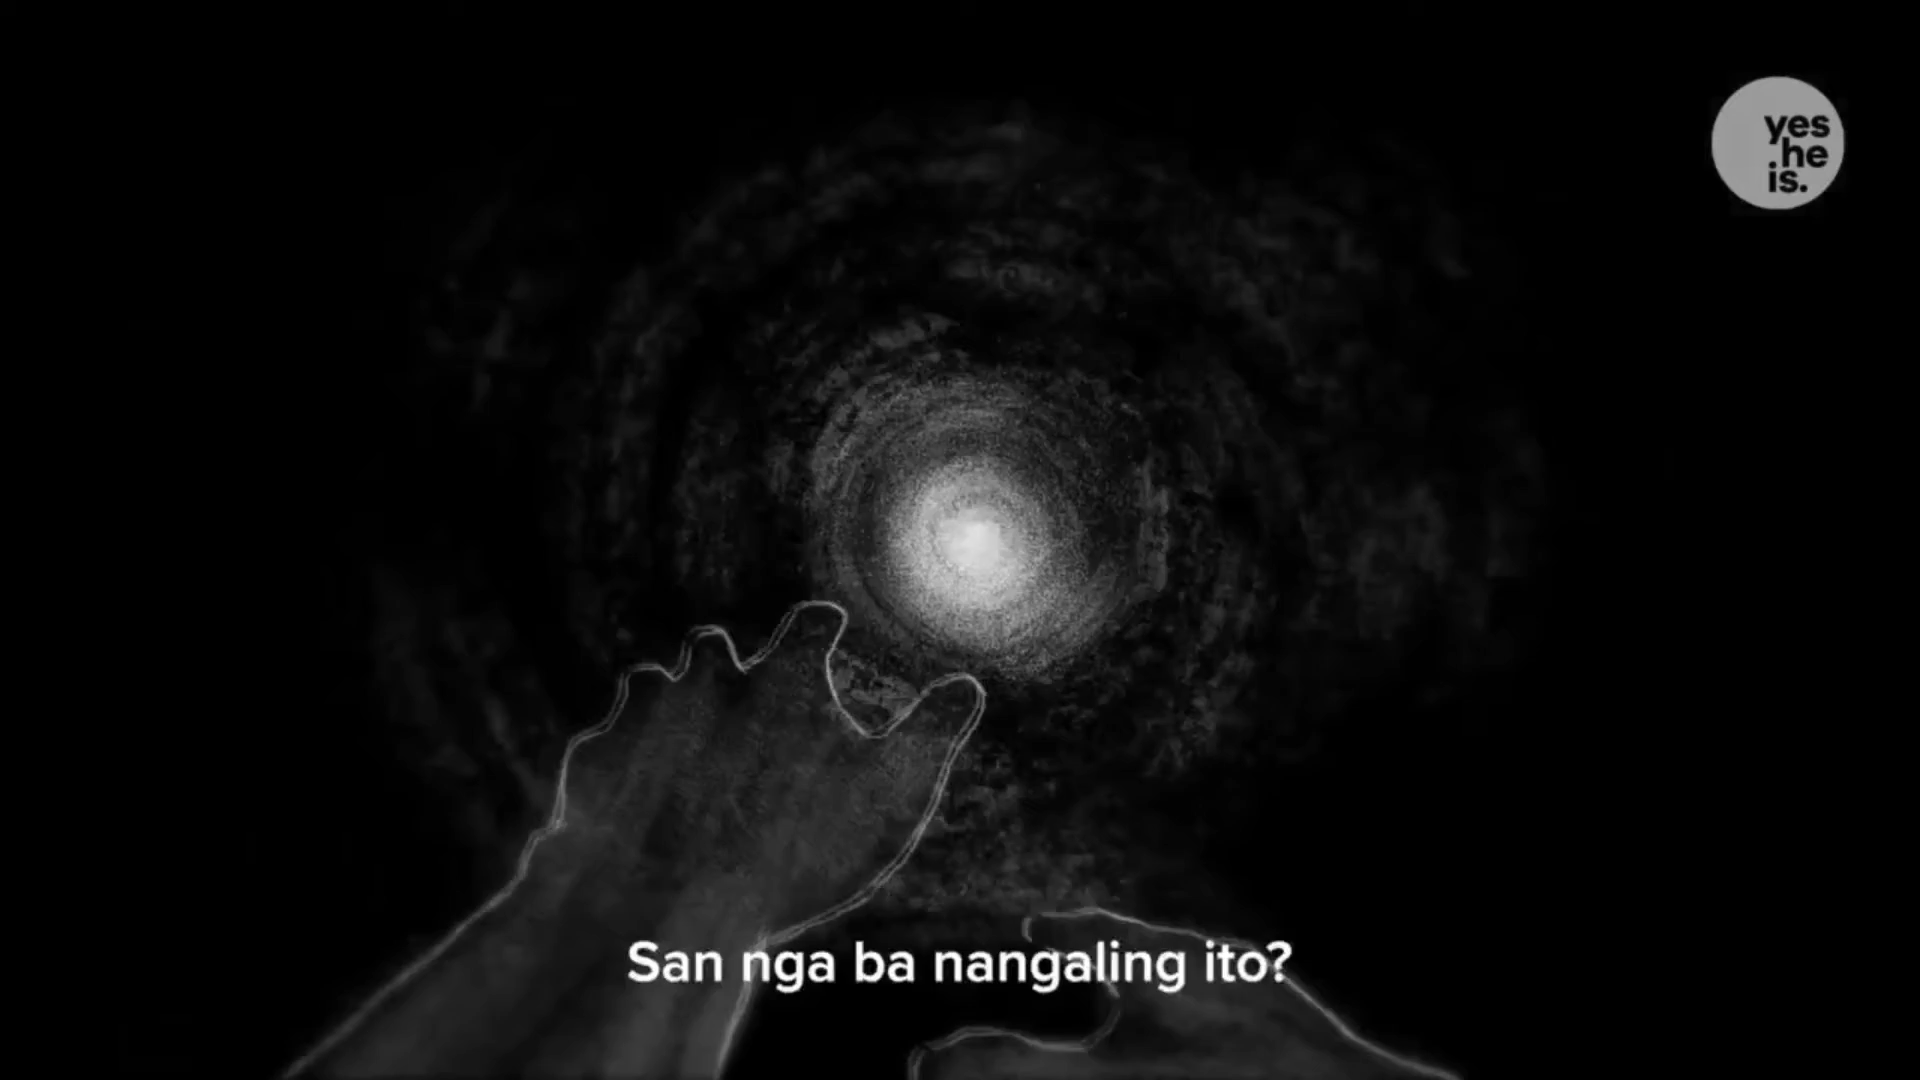 yes
he
is.
San nga ba nangaling ito?